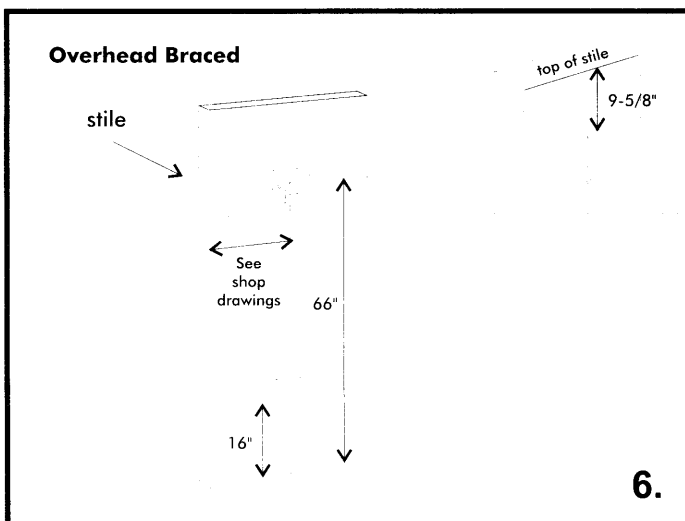 Overhead Braced
top of stile
9-5/8"
stile
See
shop
drawings
66"
16"
6.